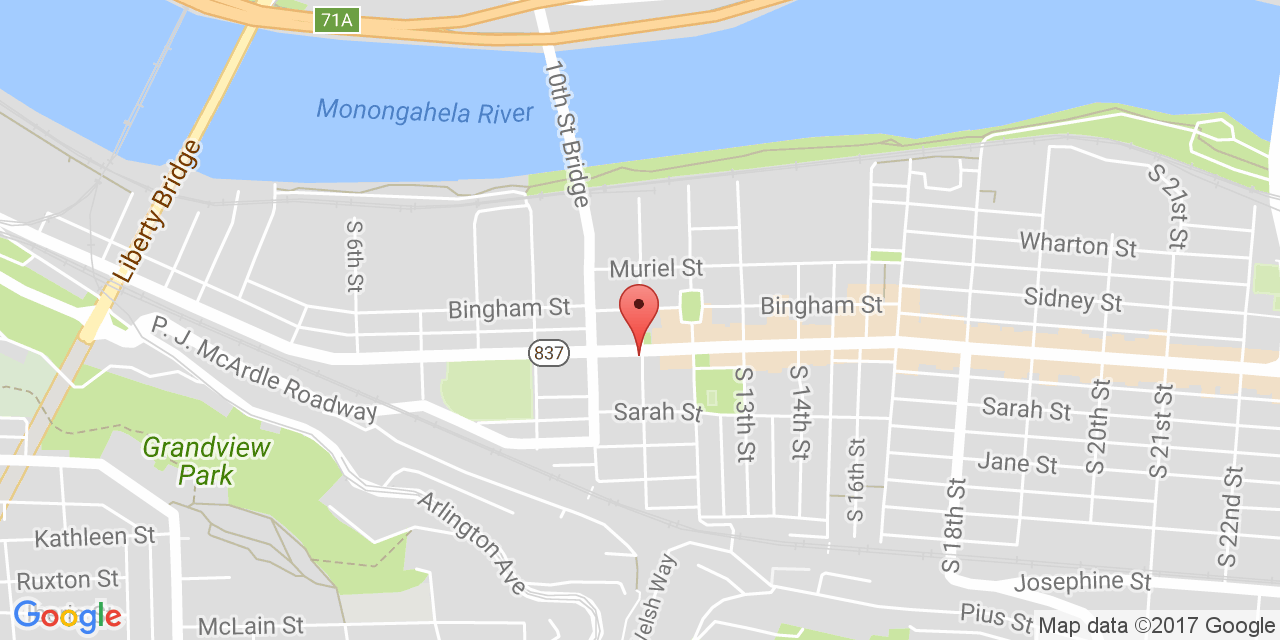 71A
10th St Bridge
Monongahela River
Liberty Bridge
S 21st St
S 6th St
Wharton St
Muriel St
Bingham St
Bingham St
Sidney St
837
P. J. McArdle Roadway
S 13th St
S 14th St
Sarah St
Sarah St
S 20th St
S 21st St
Grandview
Park
Jane St
S 16th St
S 18th St
S 22nd St
Arlington Ave
Kathleen St
Welsh Way
Ruxton St
Josephine St
Google
McLain St
Pius St
Map data ©2017 Google